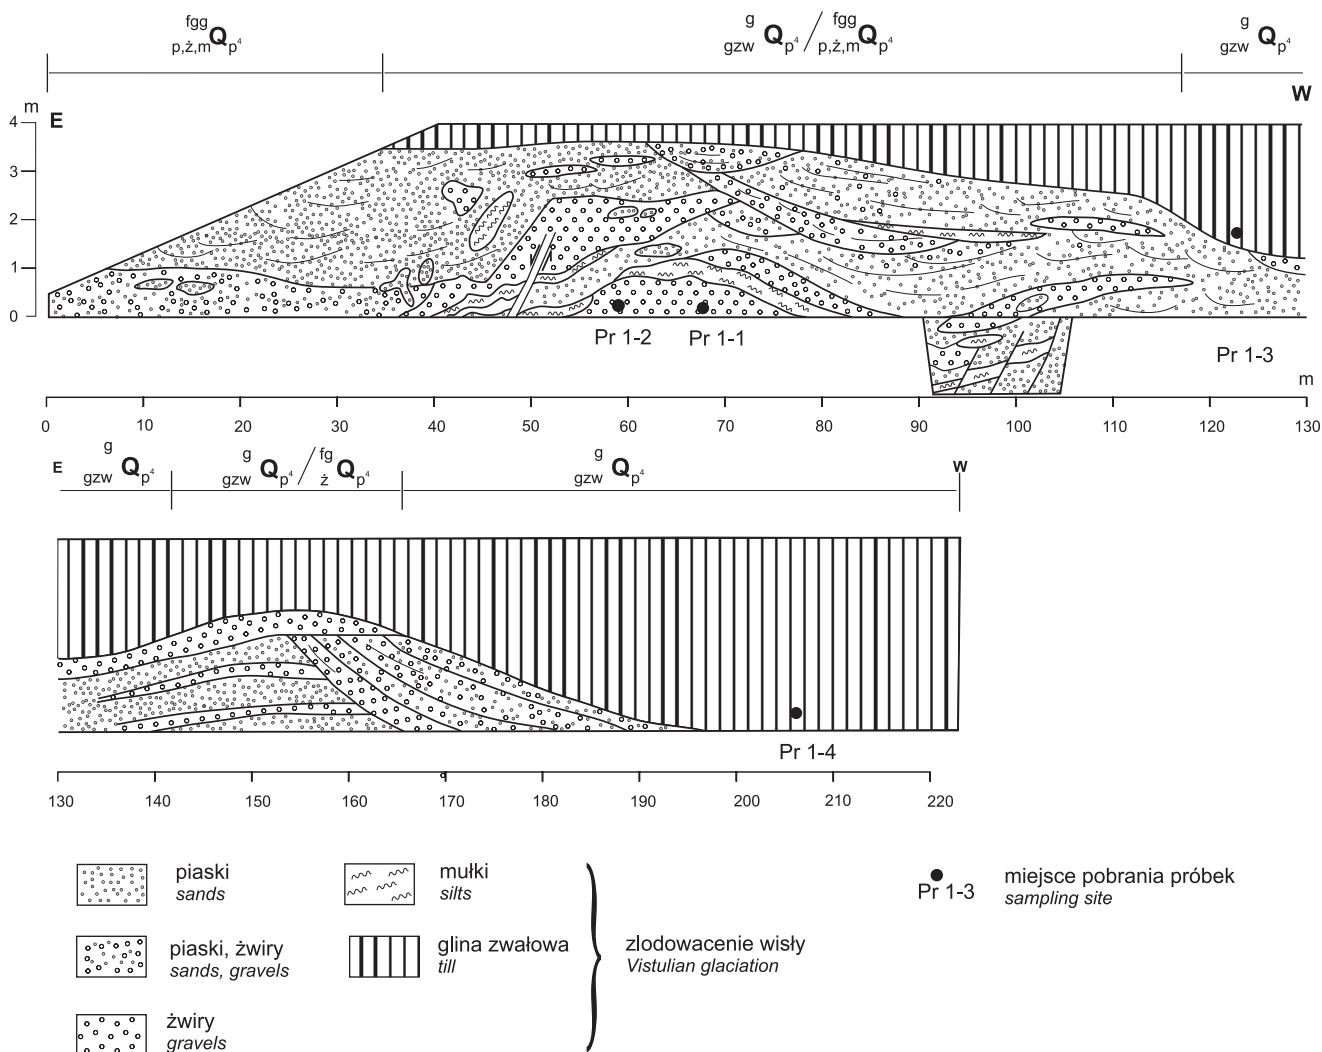 fgg
p,ż,m Qp⁴
g fgg
gzw Qp⁴ / p,ż,m Qp⁴
g
gzw Qp⁴
m
E
W
4
3
2
1
0
Pr 1-2
Pr 1-1
Pr 1-3
m
0 10 20 30 40 50 60 70 80 90 100 110 120 130
E
g
gzw Qp⁴
g fg
gzw Qp⁴ / ż Qp⁴
g
gzw Qp⁴
W
Pr 1-4
130 140 150 160 170 180 190 200 210 220
piaski
sands
piaski, żwiry
sands, gravels
żwiry
gravels
mułki
silts
glina zwałowa
till
zlodowacenie wisły
Vistulian glaciation
Pr 1-3
miejsce pobrania próbek
sampling site